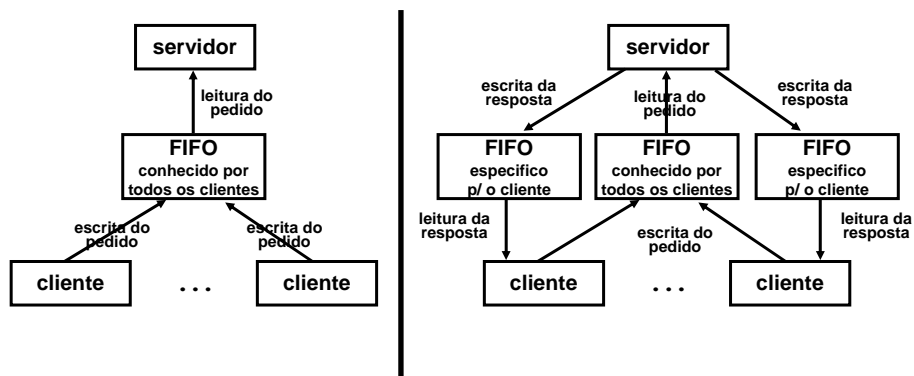 servidor
leitura do
pedido
FIFO
conhecido por
todos os clientes
escrita do
pedido
escrita do
pedido
cliente
. . .
cliente
servidor
escrita da
resposta
leitura do
pedido
escrita da
resposta
FIFO
especifico
p/ o cliente
FIFO
conhecido por
todos os clientes
FIFO
especifico
p/ o cliente
leitura da
resposta
escrita do
pedido
leitura da
resposta
cliente
. . .
cliente